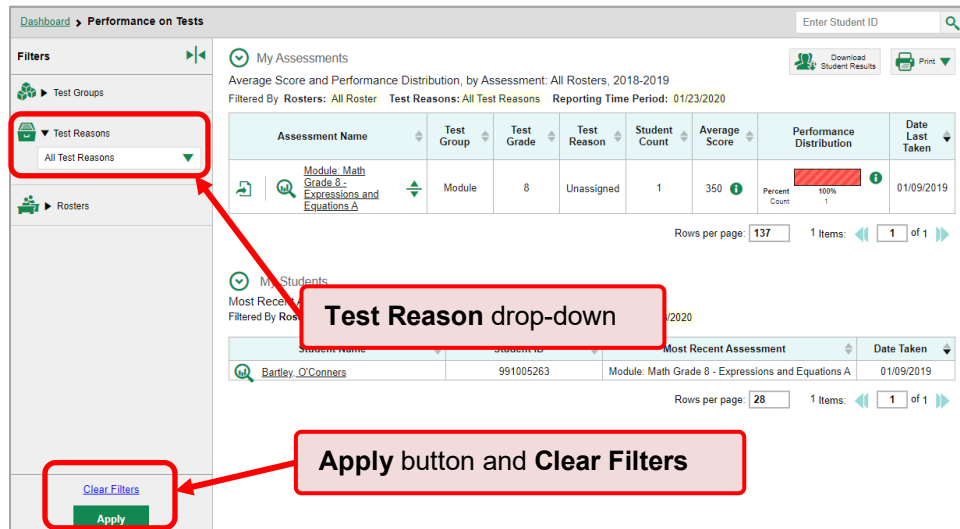 Dashboard > Performance on Tests
Enter Student ID
Filters
Test Groups
Test Reasons
All Test Reasons
Rosters
Clear Filters
Apply
My Assessments
Download
Student Results
Print
Average Score and Performance Distribution, by Assessment: All Rosters, 2018-2019
Filtered By Rosters: All Roster Test Reasons: All Test Reasons Reporting Time Period: 01/23/2020
Assessment Name
Test
Group
Test
Grade
Test
Reason
Student
Count
Average
Score
Performance
Distribution
Date
Last
Taken
Module: Math
Grade 8 -
Expressions and
Equations A
Module
8
Unassigned
1
350
Percent 100%
Count 1
01/09/2019
Rows per page: 137 1 Items: 1 of 1
My Students
Most Recent
Filtered By
/2020
Test Reason drop-down
Student Name
Student ID
Most Recent Assessment
Date Taken
Bartley, O'Conners
991005263
Module: Math Grade 8 - Expressions and Equations A
01/09/2019
Rows per page: 28 1 Items: 1 of 1
Apply button and Clear Filters